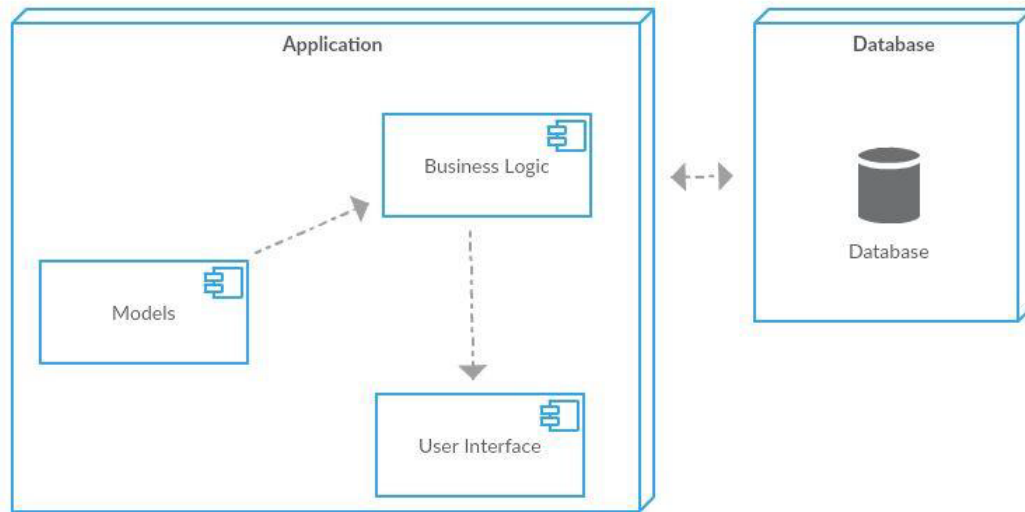 Application
Database
Business Logic
Database
Models
User Interface